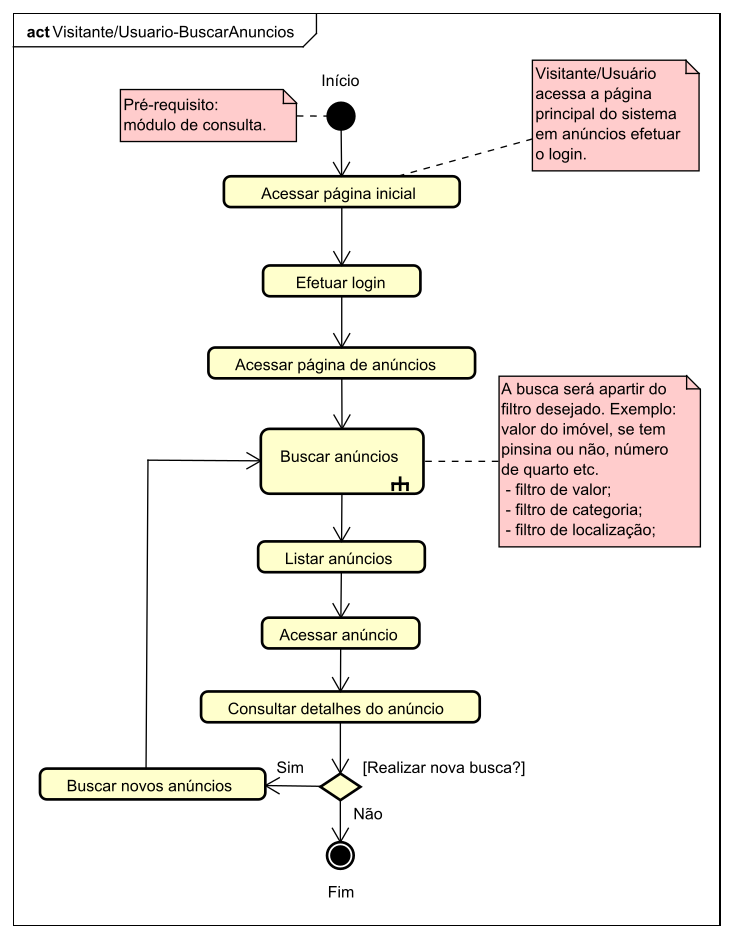 act Visitante/Usuario-BuscarAnuncios
Início
Pré-requisito:
módulo de consulta.
Visitante/Usuário
acessa a página
principal do sistema
em anúncios efetuar
o login.
Acessar página inicial
Efetuar login
Acessar página de anúncios
A busca será apartir do
filtro desejado. Exemplo:
valor do imóvel, se tem
pinsina ou não, número
de quarto etc.
- filtro de valor;
- filtro de categoria;
- filtro de localização;
Buscar anúncios
Listar anúncios
Acessar anúncio
Consultar detalhes do anúncio
Sim
[Realizar nova busca?]
Buscar novos anúncios
Não
Fim